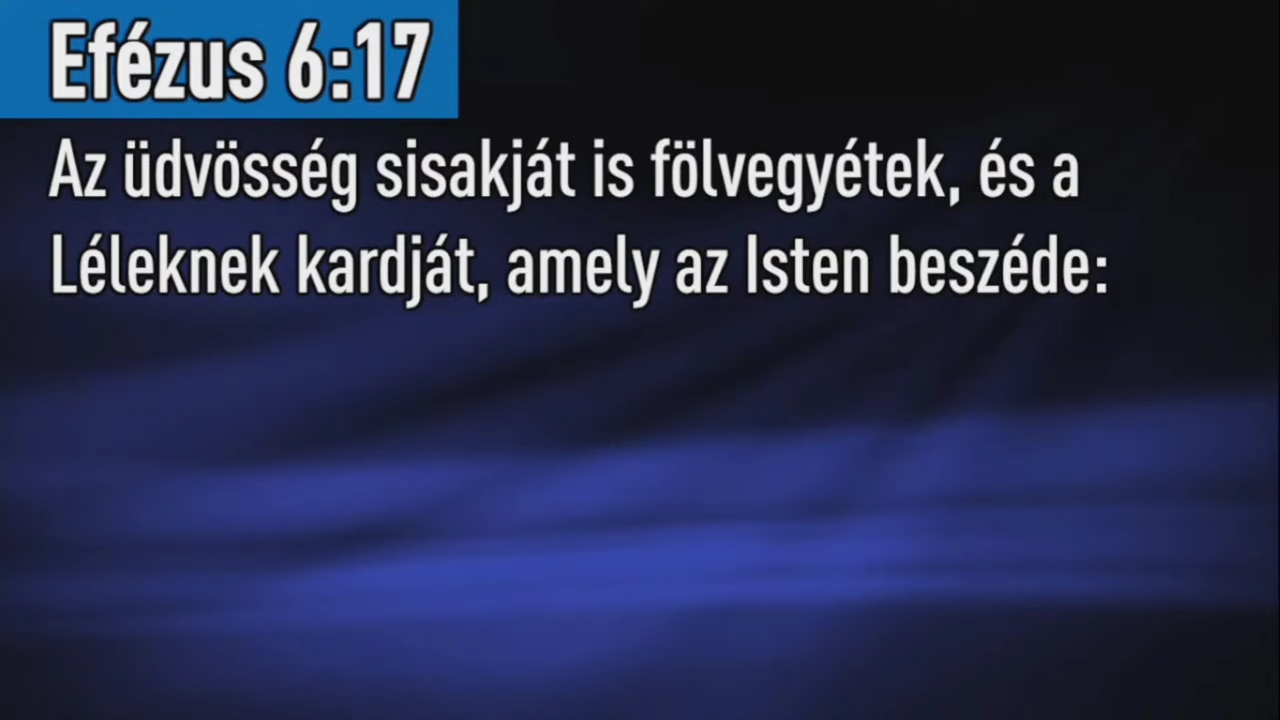 Efézus 6:17
Az üdvösség sisakját is fölvegyétek, és a
Léleknek kardját, amely az Isten beszéde: